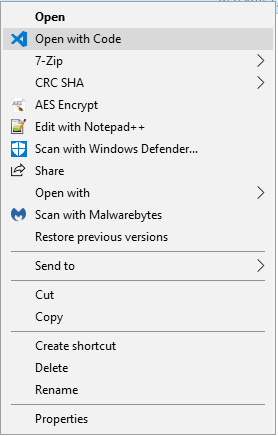 Open
Open with Code
7-Zip
CRC SHA
AES Encrypt
Edit with Notepad++
Scan with Windows Defender...
Share
Open with
Scan with Malwarebytes
Restore previous versions
Send to
Cut
Copy
Create shortcut
Delete
Rename
Properties